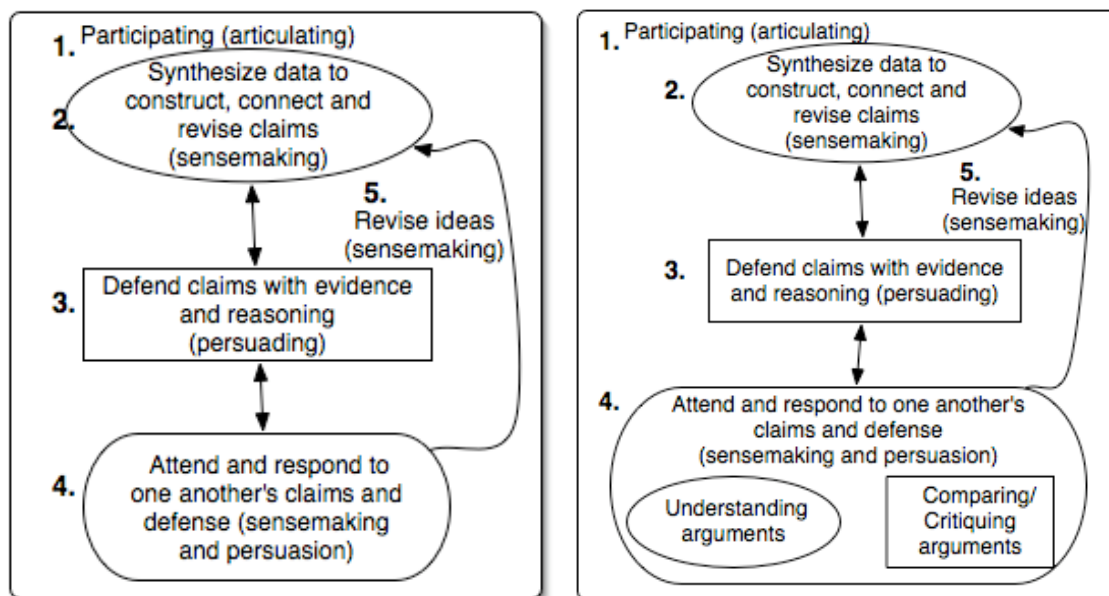 1. Participating (articulating)
2. Synthesize data to
construct, connect and
revise claims
(sensemaking)
5.
Revise ideas
(sensemaking)
3. Defend claims with evidence
and reasoning
(persuading)
4. Attend and respond to
one another's claims and
defense (sensemaking
and persuasion)
1. Participating (articulating)
2. Synthesize data to
construct, connect and
revise claims
(sensemaking)
5.
Revise ideas
(sensemaking)
3. Defend claims with evidence
and reasoning (persuading)
4. Attend and respond to one another's
claims and defense
(sensemaking and persuasion)
Understanding
arguments
Comparing/
Critiquing
arguments